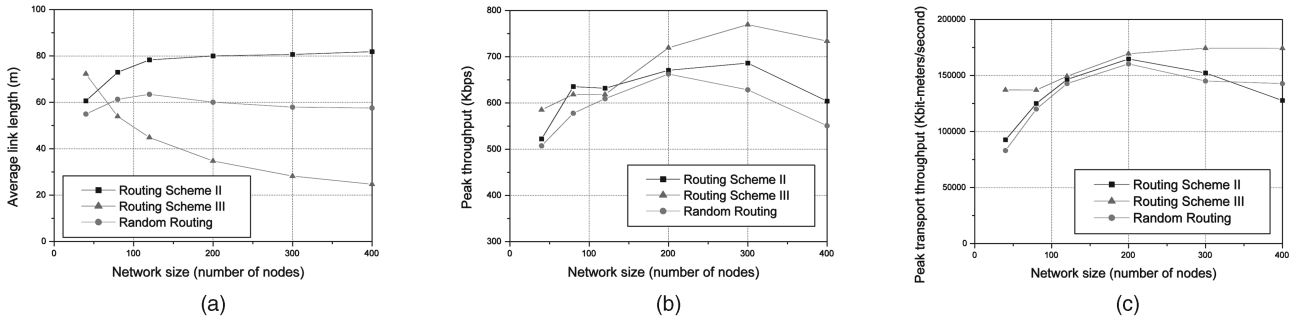 100
80
60
40
20
0
0
100
200
300
400
Average link length (m)
Network size (number of nodes)
Routing Scheme II
Routing Scheme III
Random Routing
(a)
800
700
600
500
400
300
0
100
200
300
400
Peak throughput (Kbps)
Network size (number of nodes)
Routing Scheme II
Routing Scheme III
Random Routing
(b)
200000
150000
100000
50000
0
0
100
200
300
400
Peak transport throughput (Kbit-meters/second)
Network size (number of nodes)
Routing Scheme II
Routing Scheme III
Random Routing
(c)